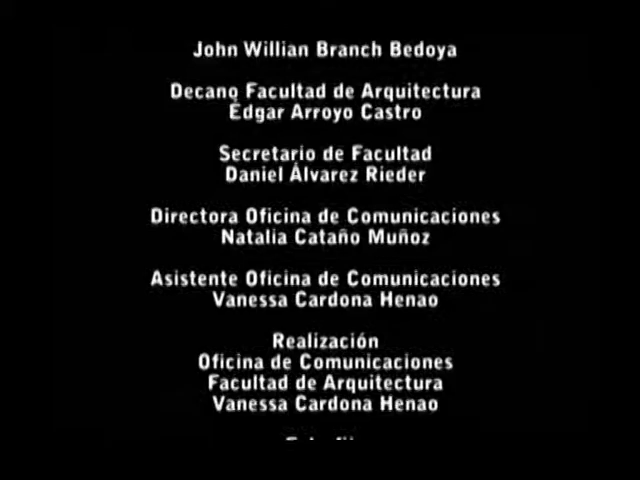 John Willian Branch Bedoya
Decano Facultad de Arquitectura
Edgar Arroyo Castro
Secretario de Facultad
Daniel Álvarez Rieder
Directora Oficina de Comunicaciones
Natalia Cataño Muñoz
Asistente Oficina de Comunicaciones
Vanessa Cardona Henao
Realización
Oficina de Comunicaciones
Facultad de Arquitectura
Vanessa Cardona Henao